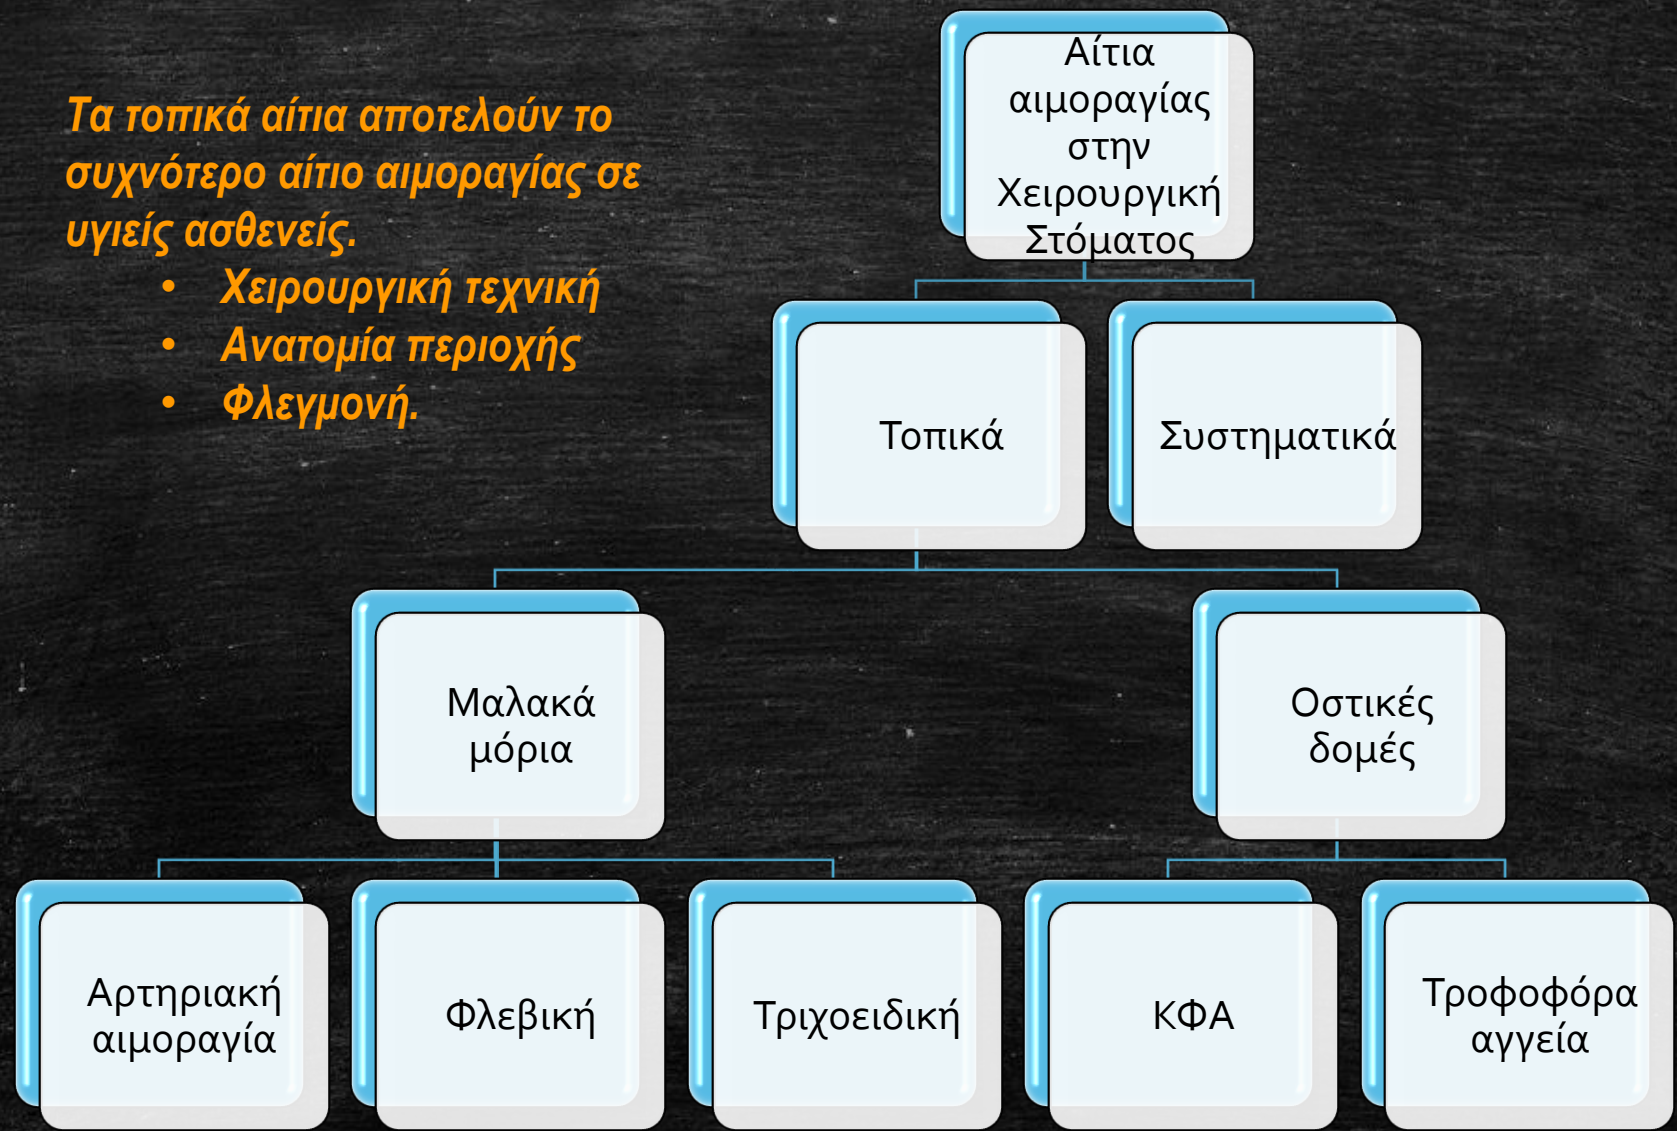 Τα τοπικά αίτια αποτελούν το
συχνότερο αίτιο αιμοραγίας σε
υγιείς ασθενείς.
• Χειρουργική τεχνική
• Ανατομία περιοχής
• Φλεγμονή.
Αίτια
αιμοραγίας
στην
Χειρουργική
Στόματος
Τοπικά
Συστηματικά
Μαλακά
μόρια
Οστικές
δομές
Αρτηριακή
αιμοραγία
Φλεβική
Τριχοειδική
ΚΦΑ
Τροφοφόρα
αγγεία